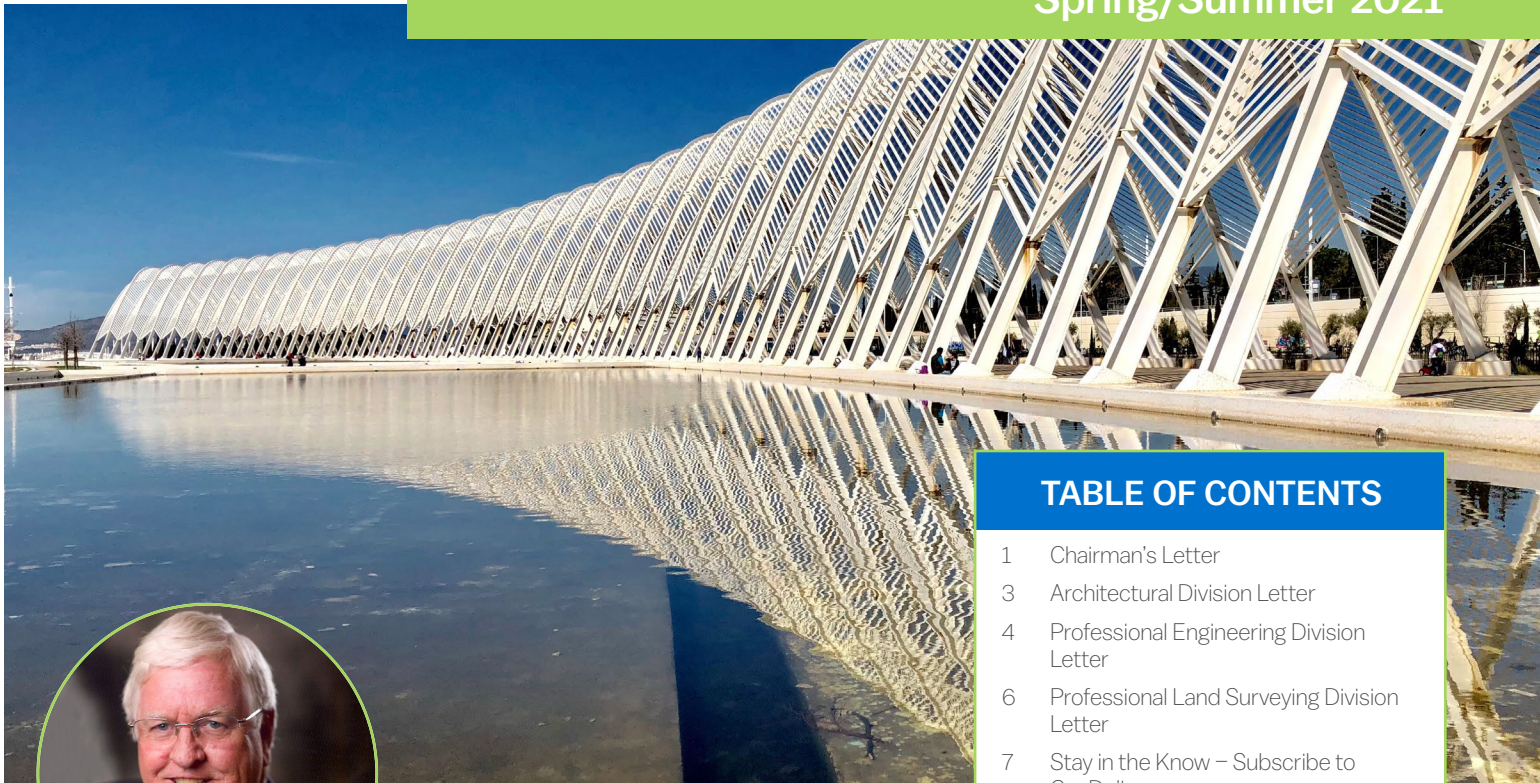 Spring/Summer 2021
TABLE OF CONTENTS
1 Chairman's Letter
3 Architectural Division Letter
4 Professional Engineering Division
Letter
6 Professional Land Surveying Division
Letter
7 Stay in the Know – Subscribe to